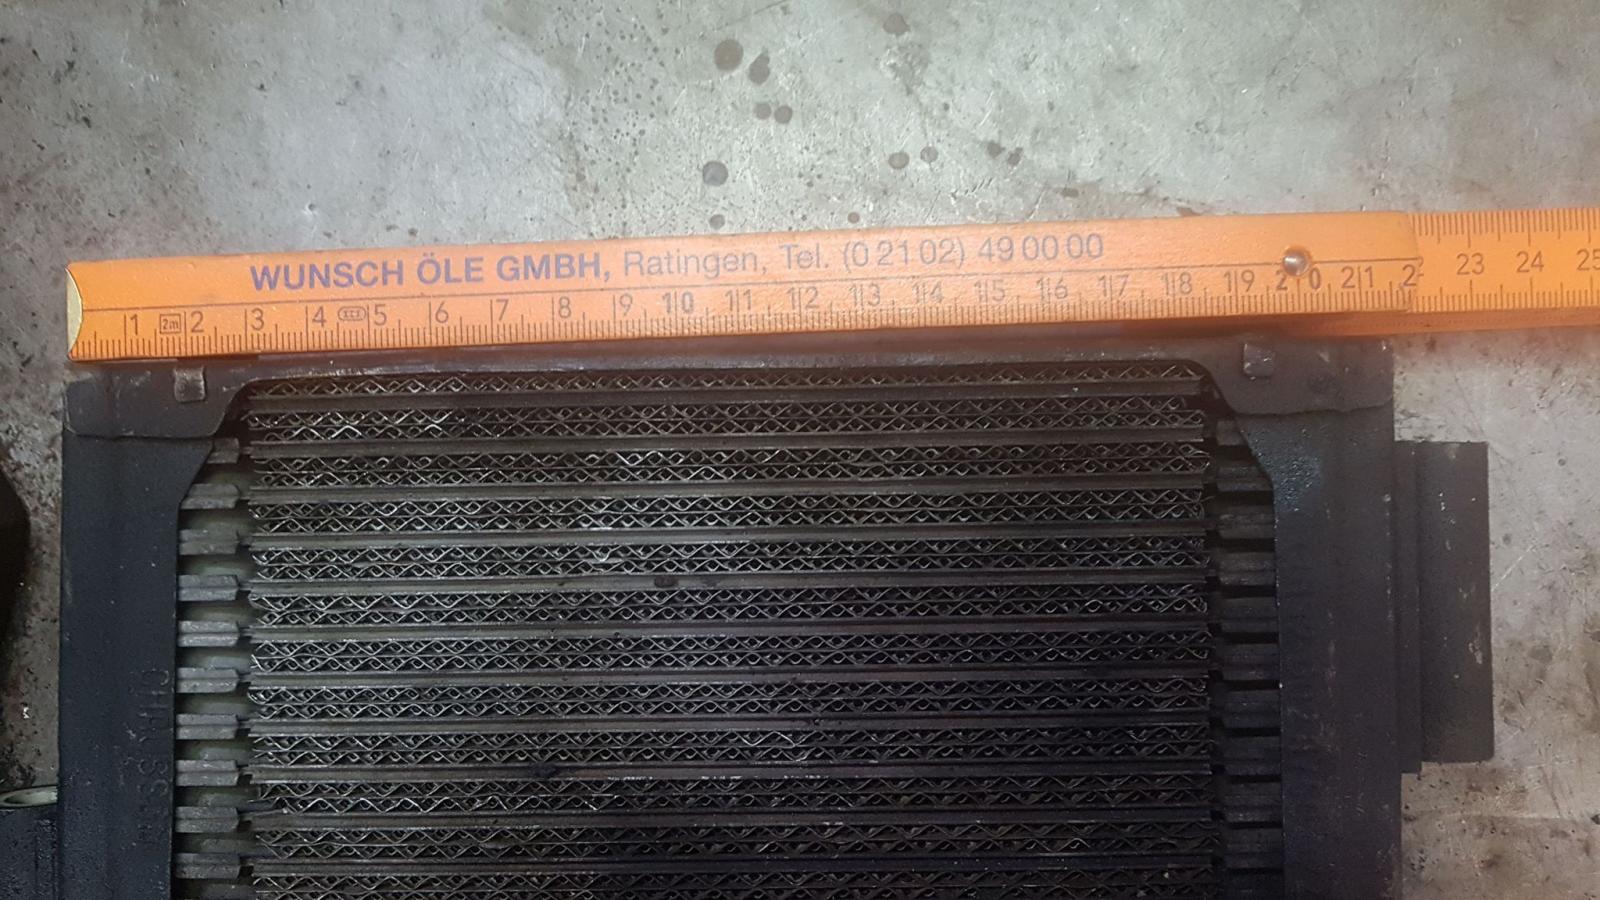 WUNSCH ÖLE GMBH, Ratingen, Tel. (0 21 02) 49 00 00
1 2m 2 3 4 5 6 7 8 9 10 11 12 13 14 15 16 17 18 19 20 21 2 23 24 25